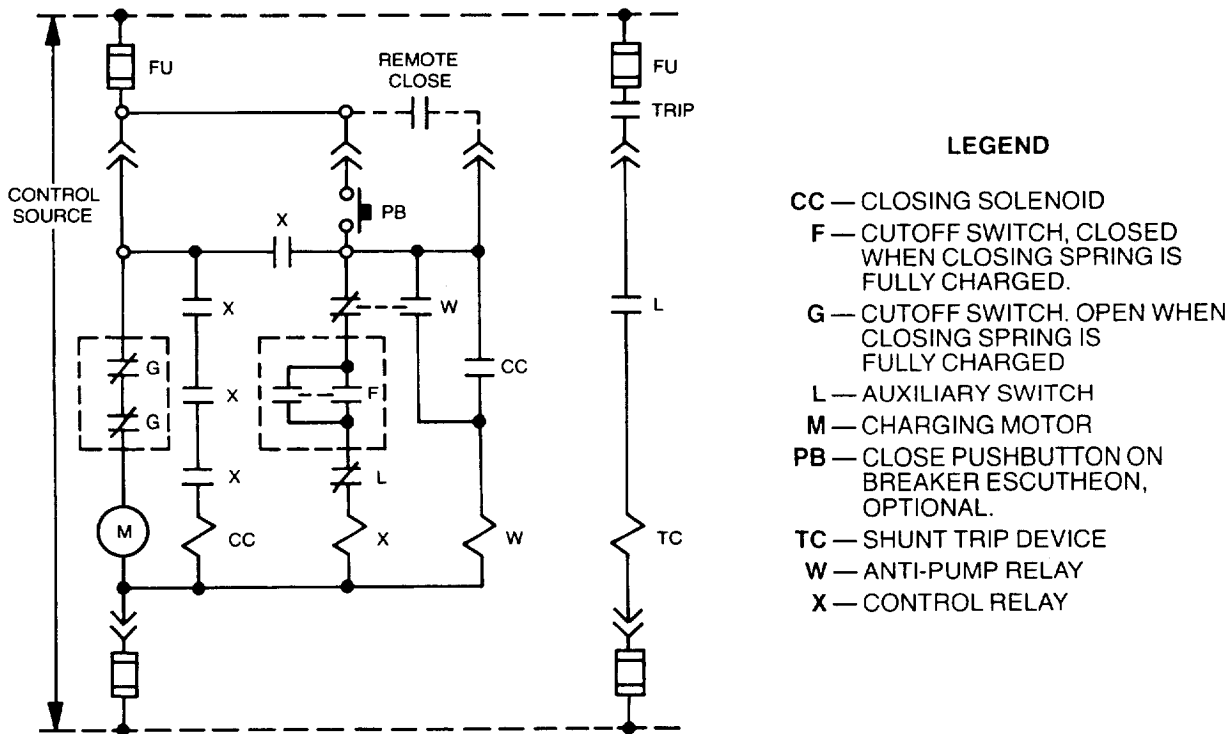 FU
REMOTE
CLOSE
FU
TRIP
CONTROL
SOURCE
PB
X
X
W
L
G
F
CC
G
X
X
L
M
CC
X
W
TC
LEGEND
CC — CLOSING SOLENOID
F — CUTOFF SWITCH, CLOSED
WHEN CLOSING SPRING IS
FULLY CHARGED.
G — CUTOFF SWITCH. OPEN WHEN
CLOSING SPRING IS
FULLY CHARGED
L — AUXILIARY SWITCH
M — CHARGING MOTOR
PB — CLOSE PUSHBUTTON ON
BREAKER ESCUTHEON,
OPTIONAL.
TC — SHUNT TRIP DEVICE
W — ANTI-PUMP RELAY
X — CONTROL RELAY